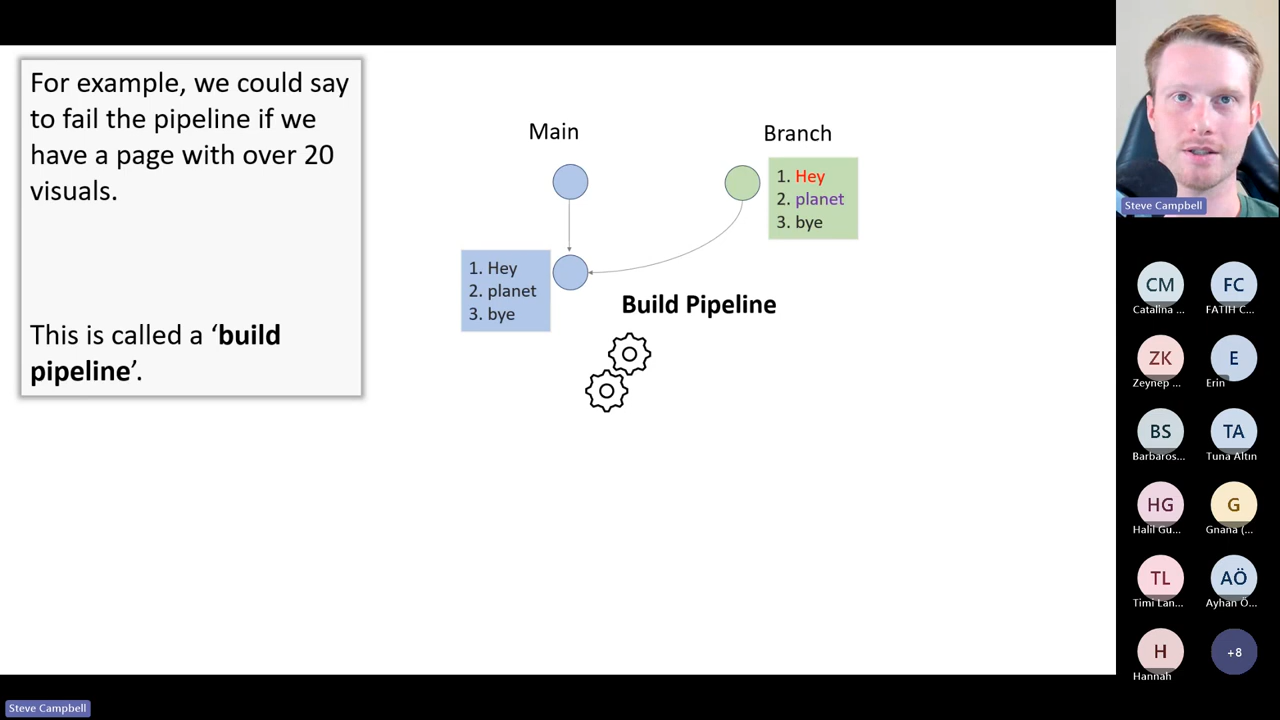 For example, we could say
to fail the pipeline if we
have a page with over 20
visuals.
This is called a ‘build
pipeline’.
Main
Branch
1. Hey
2. planet
3. bye
1. Hey
2. planet
3. bye
Build Pipeline
Steve Campbell
CM
Catalina ...
FC
FATIH C...
ZK
Zeynep ...
E
Erin
BS
Barbaros...
TA
Tuna Altın
HG
Halil Gu...
G
Gnana (...
TL
Timi Lan...
AÖ
Ayhan Ö...
H
Hannah
+8
Steve Campbell